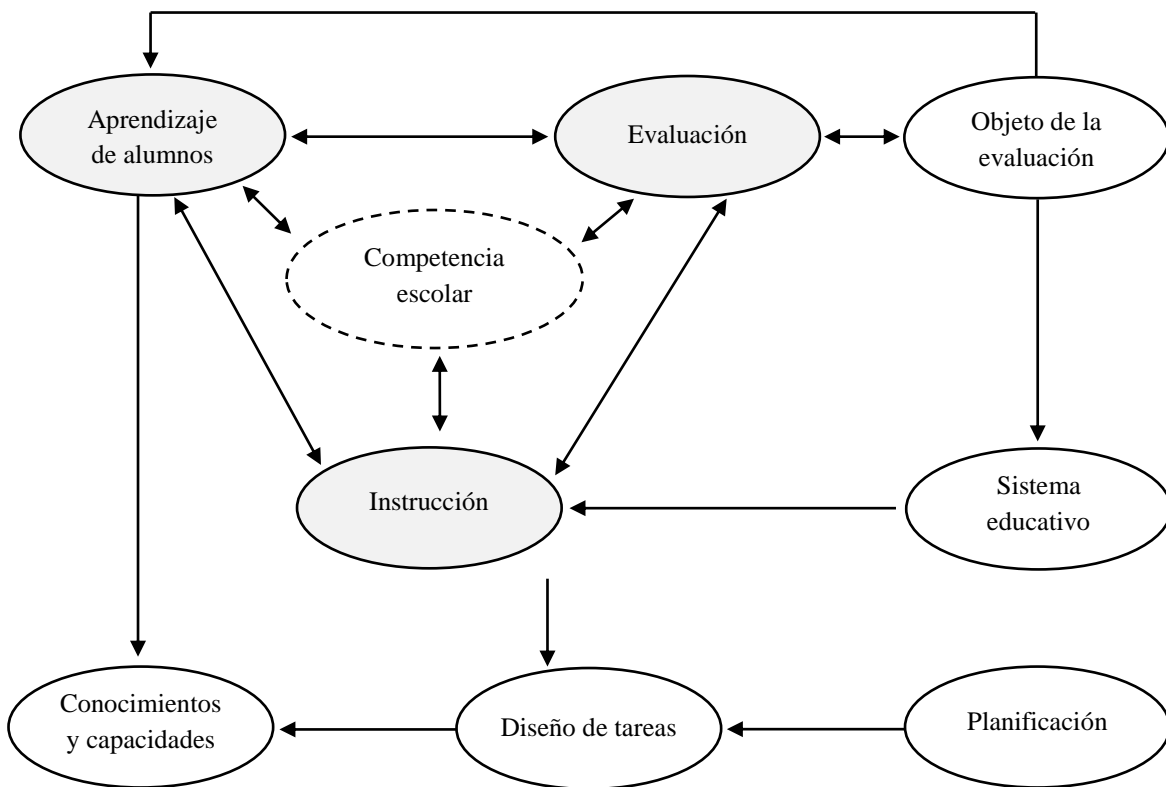 Aprendizaje
de alumnos
Evaluación
Objeto de la
evaluación
Competencia
escolar
Instrucción
Sistema
educativo
Conocimientos
y capacidades
Diseño de tareas
Planificación